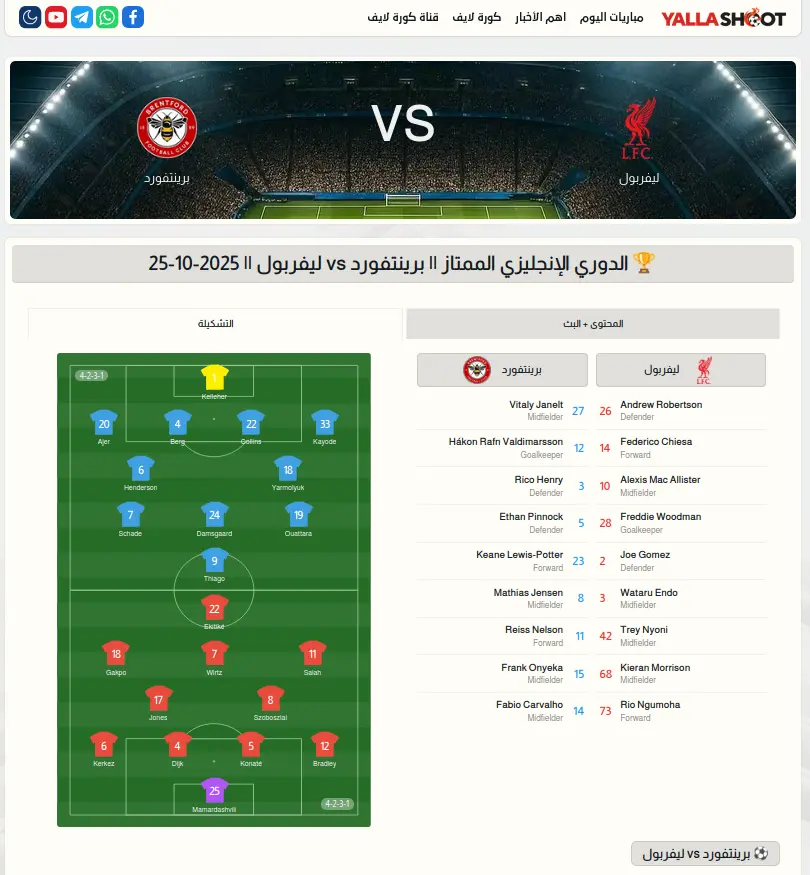 YALLA SHOOT
مباريات اليوم
اهم الأخبار
كورة لايف
قناة كورة لايف
BRENTFORD
FOOTBALL CLUB
برينتفورد
VS
L.F.C.
ليفربول
🏆 الدوري الإنجليزي الممتاز || برينتفورد vs ليفربول || 2025-10-25
المحتوى + البث
التشكيلة
ليفربول
برينتفورد
Vitaly Janelt 27
Midfielder
26 Andrew Robertson
Defender
Hákon Rafn Valdimarsson 12
Goalkeeper
14 Federico Chiesa
Forward
Rico Henry 3
Defender
10 Alexis Mac Allister
Midfielder
Ethan Pinnock 5
Defender
28 Freddie Woodman
Goalkeeper
Keane Lewis-Potter 23
Forward
2 Joe Gomez
Defender
Mathias Jensen 8
Midfielder
3 Wataru Endo
Midfielder
Reiss Nelson 11
Forward
42 Trey Nyoni
Midfielder
Frank Onyeka 15
Midfielder
68 Kieran Morrison
Midfielder
Fabio Carvalho 14
Midfielder
73 Rio Ngumoha
Forward
4-2-3-1
1
Kelleher
20 4 22 33
Ajer Berg Collins Kayode
6 18
Henderson Yarmolyuk
7 24 19
Schade Damsgaard Ouattara
9
Thiago
22
Ekitiké
18 7 11
Gakpo Wirtz Salah
17 8
Jones Szoboszlai
6 4 5 12
Kerkez Dijk Konaté Bradley
25
Mamardashvili
4-2-3-1
⚽ برينتفورد vs ليفربول